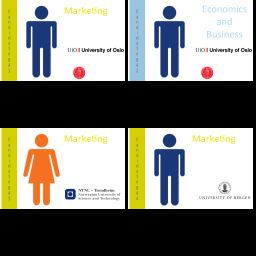 Marketing
UiO University of Oslo
Economics
and
Business
UiO University of Oslo
Marketing
NTNU – Trondheim
Norwegian University of
Science and Technology
Marketing
UNIVERSITY OF BERGEN